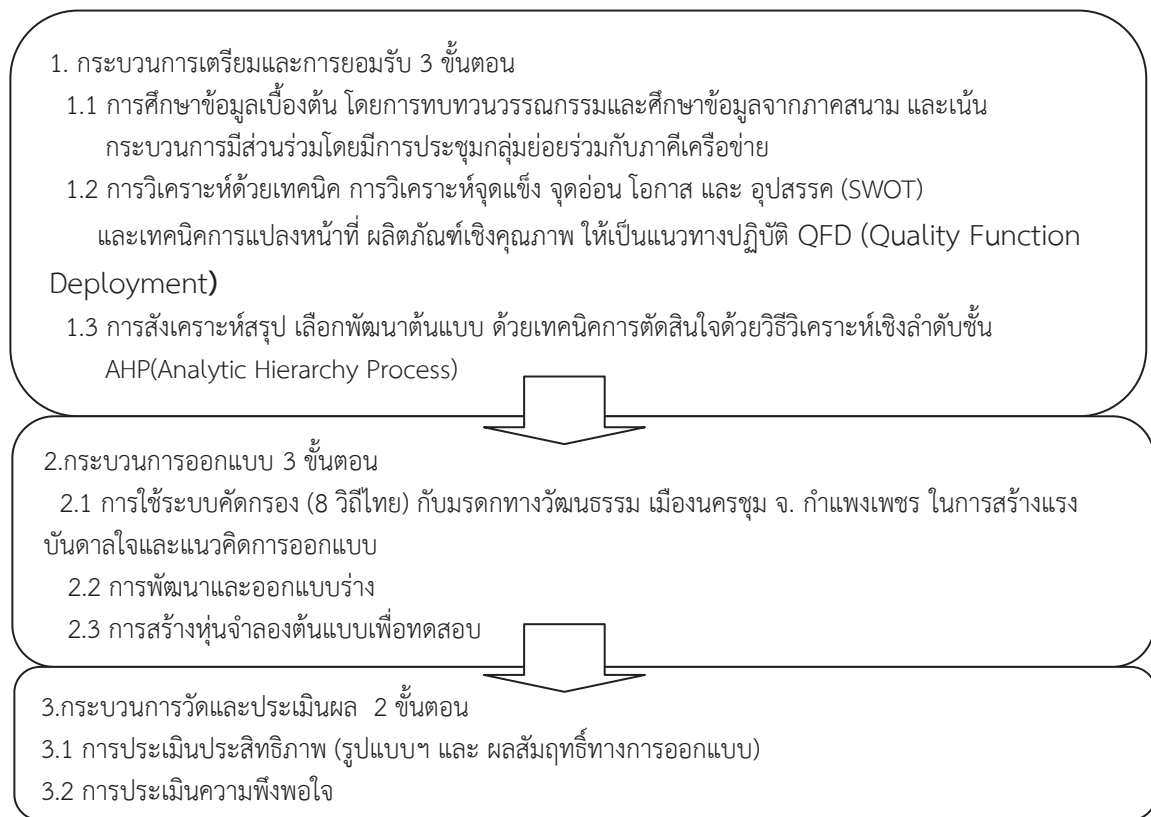 1. กระบวนการเตรียมและการยอมรับ 3 ขั้นตอน
1.1 การศึกษาข้อมูลเบื้องต้น โดยการทบทวนวรรณกรรมและศึกษาข้อมูลจากภาคสนาม และเน้น
กระบวนการมีส่วนร่วมโดยมีการประชุมกลุ่มย่อยร่วมกับภาคีเครือข่าย
1.2 การวิเคราะห์ด้วยเทคนิค การวิเคราะห์จุดแข็ง จุดอ่อน โอกาส และ อุปสรรค (SWOT)
และเทคนิคการแปลงหน้าที่ ผลิตภัณฑ์เชิงคุณภาพ ให้เป็นแนวทางปฏิบัติ QFD (Quality Function
Deployment)
1.3 การสังเคราะห์สรุป เลือกพัฒนาต้นแบบ ด้วยเทคนิคการตัดสินใจด้วยวิธีวิเคราะห์เชิงลำดับชั้น
AHP(Analytic Hierarchy Process)
2.กระบวนการออกแบบ 3 ขั้นตอน
2.1 การใช้ระบบคัดกรอง (8 วิถีไทย) กับมรดกทางวัฒนธรรม เมืองนครชุม จ. กำแพงเพชร ในการสร้างแรง
บันดาลใจและแนวคิดการออกแบบ
2.2 การพัฒนาและออกแบบร่าง
2.3 การสร้างหุ่นจำลองต้นแบบเพื่อทดสอบ
3.กระบวนการวัดและประเมินผล 2 ขั้นตอน
3.1 การประเมินประสิทธิภาพ (รูปแบบฯ และ ผลสัมฤทธิ์ทางการออกแบบ)
3.2 การประเมินความพึงพอใจ